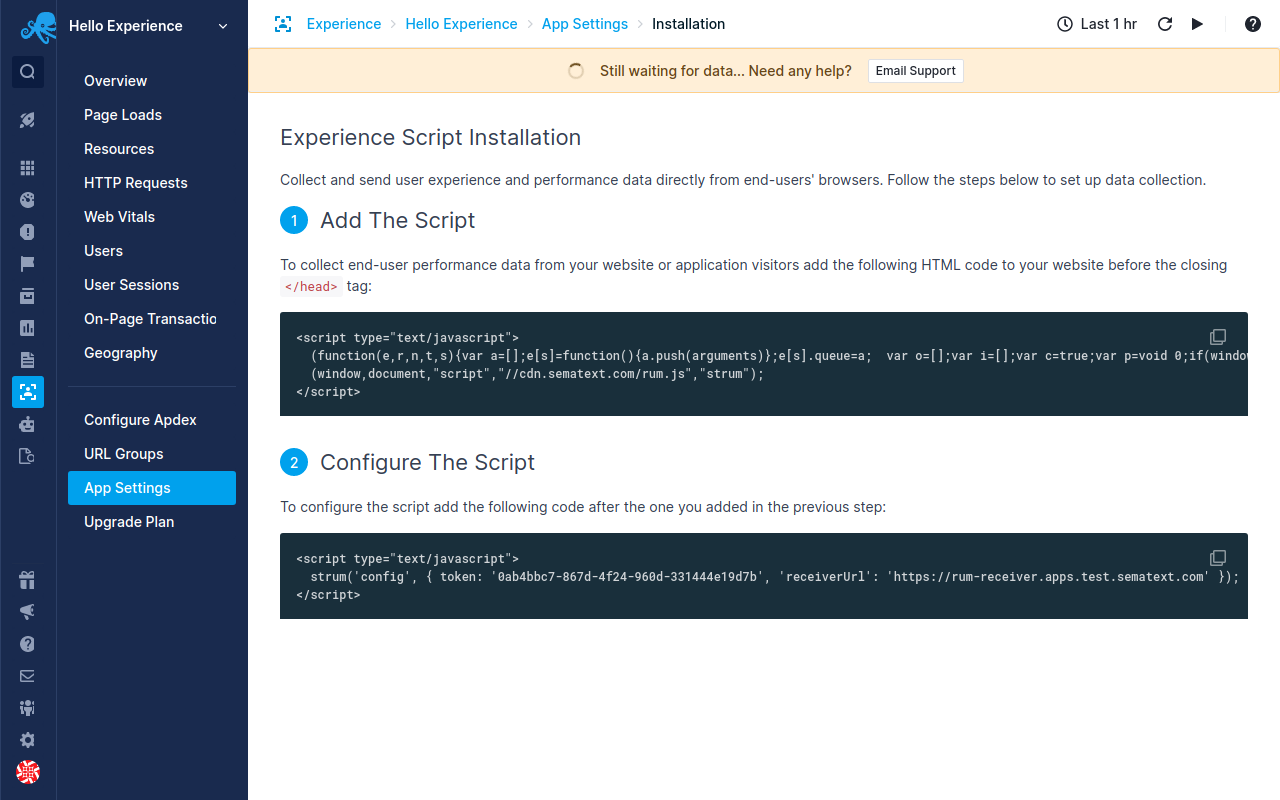 Hello Experience
Overview
Page Loads
Resources
HTTP Requests
Web Vitals
Users
User Sessions
On-Page Transactio
Geography
Configure Apdex
URL Groups
App Settings
Upgrade Plan
Experience > Hello Experience > App Settings > Installation
Last 1 hr
Still waiting for data... Need any help? Email Support
Experience Script Installation
Collect and send user experience and performance data directly from end-users' browsers. Follow the steps below to set up data collection.
1 Add The Script
To collect end-user performance data from your website or application visitors add the following HTML code to your website before the closing
</head> tag:
<script type="text/javascript">
(function(e,r,n,t,s){var a=[];e[s]=function(){a.push(arguments)};e[s].queue=a;  var o=[];var i=[];var c=true;var p=void 0;if(windo
(window,document,"script","//cdn.sematext.com/rum.js","strum");
</script>
2 Configure The Script
To configure the script add the following code after the one you added in the previous step:
<script type="text/javascript">
strum('config', { token: '0ab4bbc7-867d-4f24-960d-331444e19d7b', 'receiverUrl': 'https://rum-receiver.apps.test.sematext.com' });
</script>